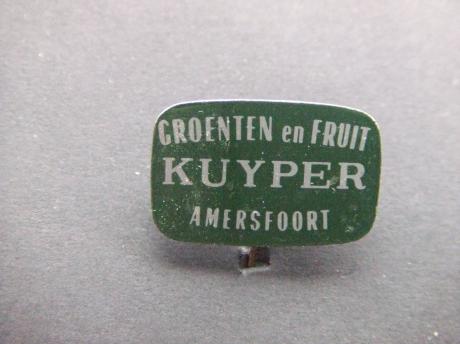 GROENTEN en FRUIT
KUYPER
AMERSFOORT